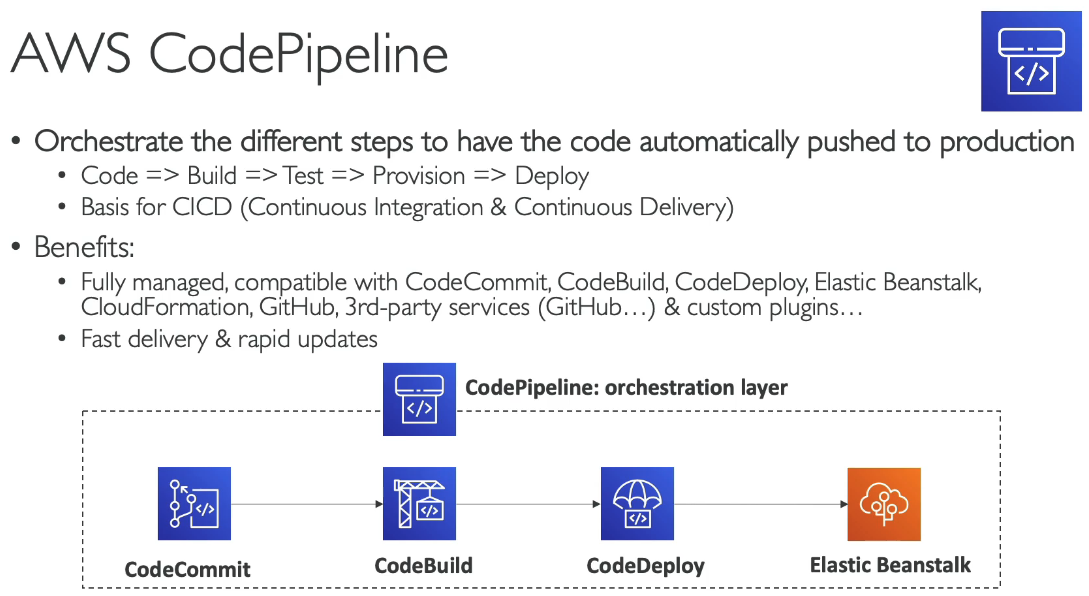 AWS CodePipeline
</>
• Orchestrate the different steps to have the code automatically pushed to production
• Code => Build => Test => Provision => Deploy
• Basis for CICD (Continuous Integration & Continuous Delivery)
• Benefits:
• Fully managed, compatible with CodeCommit, CodeBuild, CodeDeploy, Elastic Beanstalk,
CloudFormation, GitHub, 3rd-party services (GitHub…) & custom plugins…
• Fast delivery & rapid updates
CodePipeline: orchestration layer
</>
</>
</>
</>
CodeCommit
CodeBuild
CodeDeploy
Elastic Beanstalk